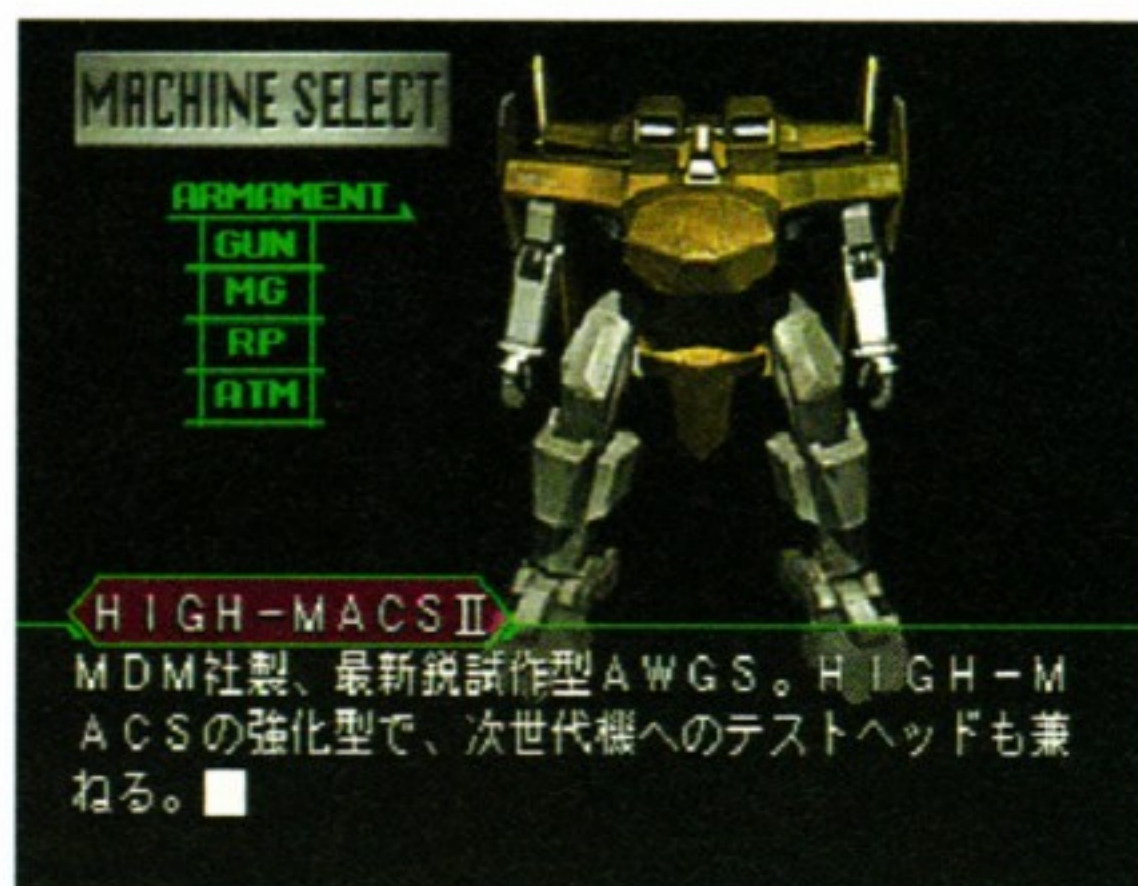 MACHINE SELECT
ARMAMENT
GUN
MG
RP
ATM
HIGH-MACSⅡ
MDM社製、最新鋭試作型AWGS。HIGH-M
ACSの強化型で、次世代機へのテストヘッドも兼
ねる。